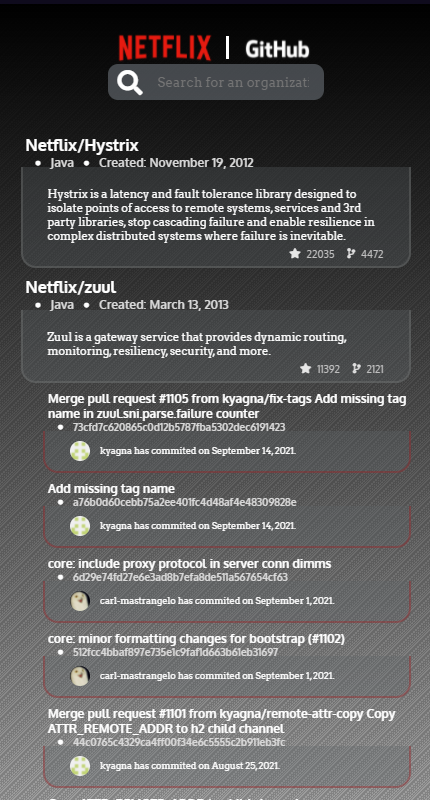 NETFLIX | GitHub
Search for an organizat
Netflix/Hystrix
• Java • Created: November 19, 2012
Hystrix is a latency and fault tolerance library designed to
isolate points of access to remote systems, services and 3rd
party libraries, stop cascading failure and enable resilience in
complex distributed systems where failure is inevitable.
22035 4472
Netflix/zuul
• Java • Created: March 13, 2013
Zuul is a gateway service that provides dynamic routing,
monitoring, resiliency, security, and more.
11392 2121
Merge pull request #1105 from kyagna/fix-tags Add missing tag
name in zuul.sni.parse.failure counter
• 73cfd7c620865c0d12b5787fba5302dec6191423
kyagna has commited on September 14, 2021.
Add missing tag name
• a76b0d60cebb75a2ee401fc4d48af4e48309828e
kyagna has commited on September 14, 2021.
core: include proxy protocol in server conn dimms
• 6d29e74fd27e6e3ad8b7efa8de511a567654cf63
carl-mastrangelo has commited on September 1, 2021.
core: minor formatting changes for bootstrap (#1102)
• 512fcc4bbaf897e735e1c9faf1d663b61eb31697
carl-mastrangelo has commited on September 1, 2021.
Merge pull request #1101 from kyagna/remote-attr-copy Copy
ATTR_REMOTE_ADDR to h2 child channel
• 44c0765c4329ca4ff00f34e6c5555c2b911eb3fc
kyagna has commited on August 25, 2021.